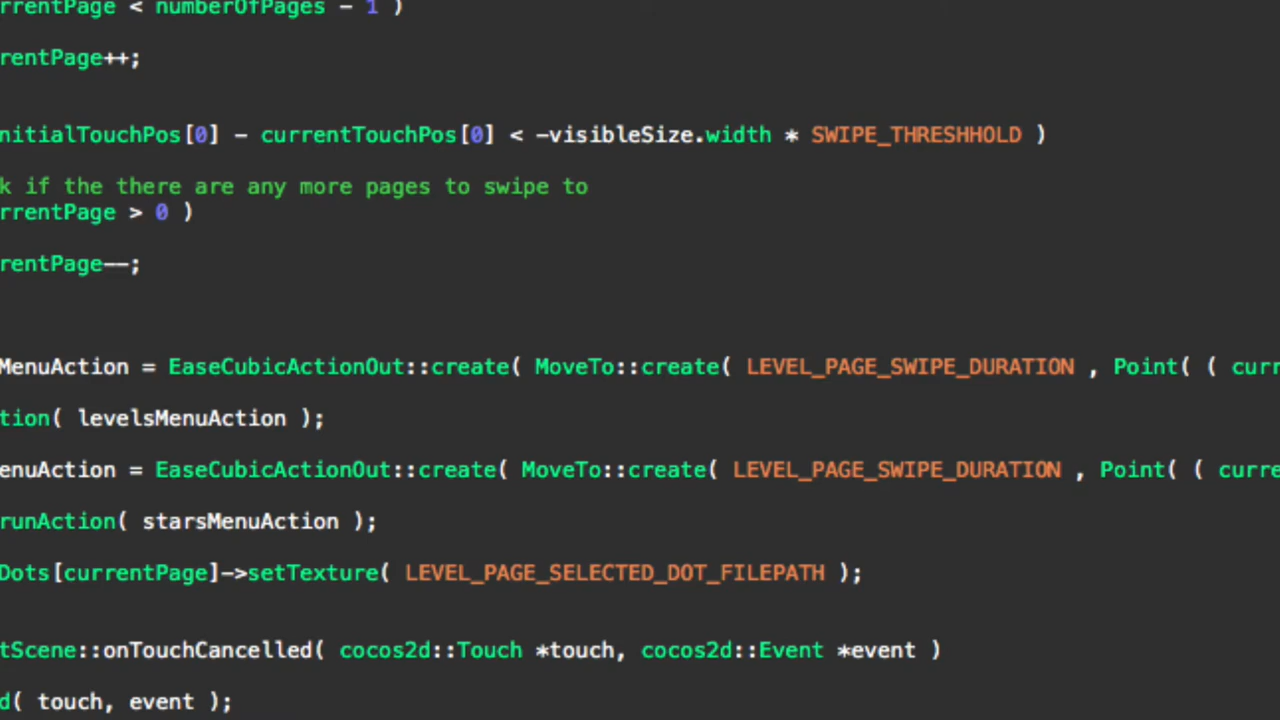 rrentPage < numberOfPages - 1 )
rentPage++;
nitialTouchPos[0] - currentTouchPos[0] < -visibleSize.width * SWIPE_THRESHHOLD )
k if the there are any more pages to swipe to
rrentPage > 0 )
rentPage--;
MenuAction = EaseCubicActionOut::create( MoveTo::create( LEVEL_PAGE_SWIPE_DURATION , Point( ( curr
tion( levelsMenuAction );
enuAction = EaseCubicActionOut::create( MoveTo::create( LEVEL_PAGE_SWIPE_DURATION , Point( ( curre
runAction( starsMenuAction );
Dots[currentPage]->setTexture( LEVEL_PAGE_SELECTED_DOT_FILEPATH );
tScene::onTouchCancelled( cocos2d::Touch *touch, cocos2d::Event *event )
d( touch, event );